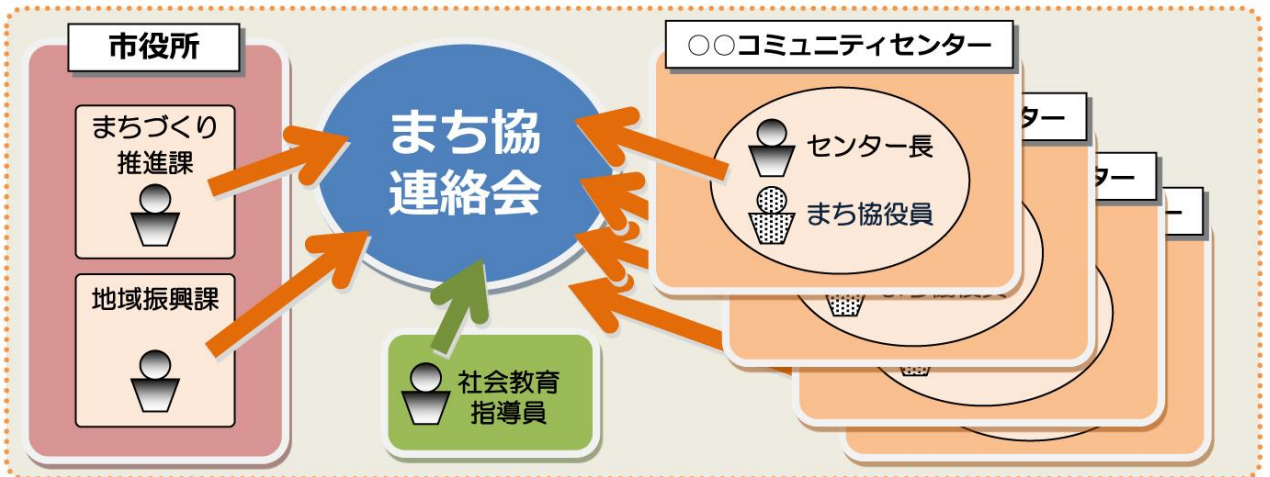 市役所
まちづくり
推進課
地域振興課
まち協
連絡会
社会教育
指導員
○○コミュニティセンター
センター長
まち協役員
ター
ター
ー